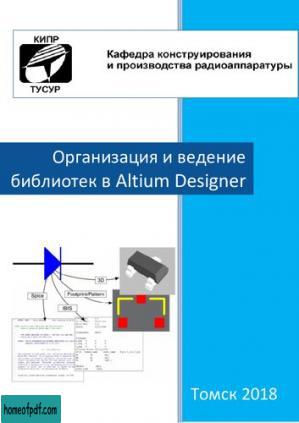 КИПР
ТУСУР
Кафедра конструирования
и производства радиоаппаратуры
Организация и ведение
библиотек в Altium Designer
3D
Footprint/Pattern
Spice
IBIS
Томск 2018
homeofpdf.com